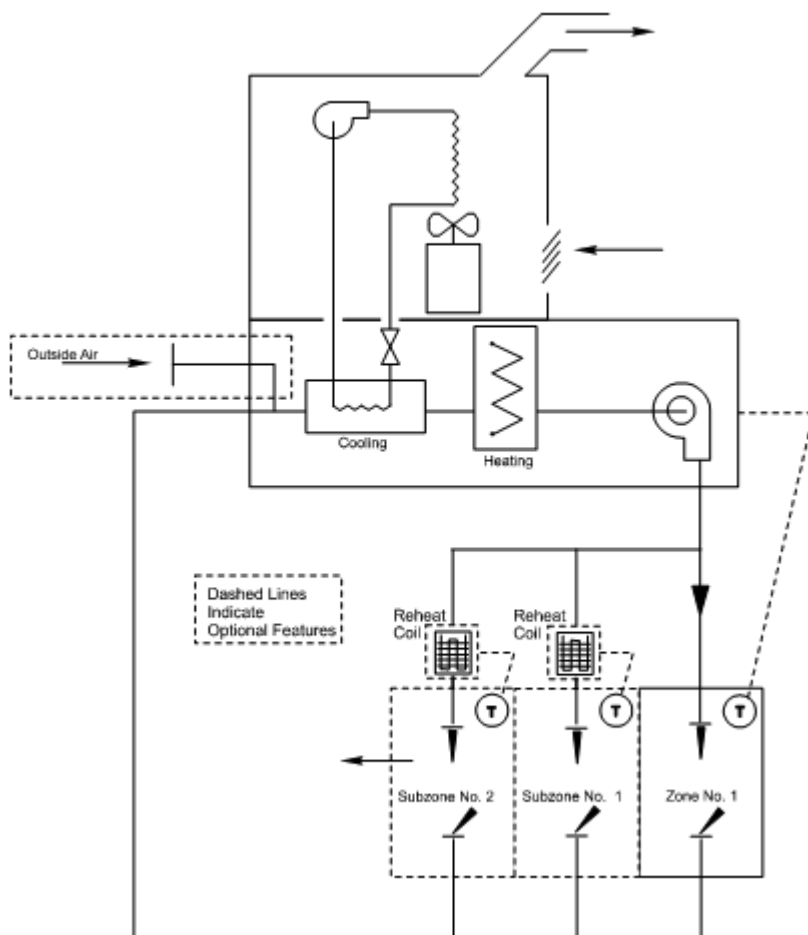 Outside Air
Cooling
Heating
Dashed Lines
Indicate
Optional Features
Reheat
Coil
Reheat
Coil
T
T
T
Subzone No. 2
Subzone No. 1
Zone No. 1